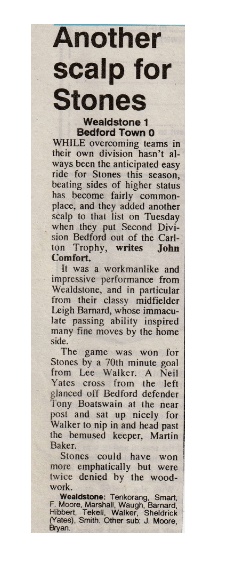 Another
scalp for
Stones
Wealdstone 1
Bedford Town 0
WHILE overcoming teams in
their own division hasn't al-
ways been the anticipated easy
ride for Stones this season,
beating sides of higher status
has become fairly common-
place, and they added another
scalp to that list on Tuesday
when they put Second Divi-
sion Bedford out of the Carl-
ton Trophy, writes John
Comfort.
It was a workmanlike and
impressive performance from
Wealdstone, and in particular
from their classy midfielder
Leigh Barnard, whose immacu-
late passing ability inspired
many fine moves by the home
side.
The game was won for
Stones by a 70th minute goal
from Lee Walker. A Neil
Yates cross from the left
glanced off Bedford defender
Tony Boatswain at the near
post and sat up nicely for
Walker to nip in and head past
the bemused keeper, Martin
Baker.
Stones could have won
more emphatically but were
twice denied by the wood-
work.
Wealdstone: Tenkorang, Smart,
F. Moore, Marshall, Waugh, Barnard,
Hibbert, Tekell, Walker, Sheldrick
(Yates), Smith. Other sub: J. Moore,
Bryan.